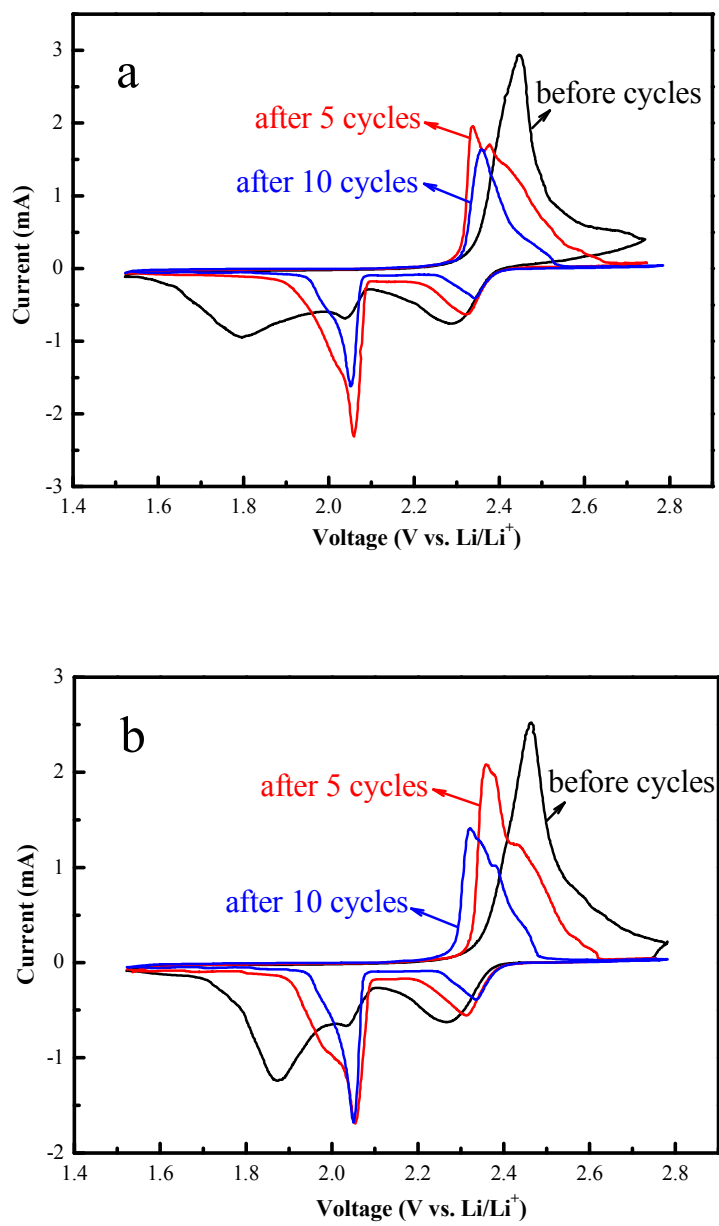 a
before cycles
after 5 cycles
after 10 cycles
3
2
1
0
-1
-2
-3
Current (mA)
1.4 1.6 1.8 2.0 2.2 2.4 2.6 2.8
Voltage (V vs. Li/Li+)
b
before cycles
after 5 cycles
after 10 cycles
3
2
1
0
-1
-2
Current (mA)
1.4 1.6 1.8 2.0 2.2 2.4 2.6 2.8
Voltage (V vs. Li/Li+)